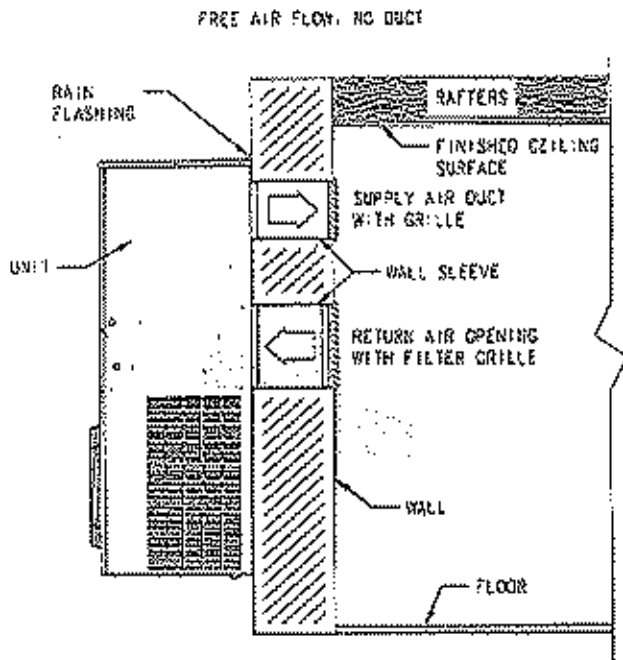 FREE AIR FLOW, NO DUCT
RAIN
FLASHING
RAFTERS
FINISHED CEILING
SURFACE
SUPPLY AIR DUCT
WITH GRILLE
UNIT
WALL SLEEVE
RETURN AIR OPENING
WITH FILTER GRILLE
WALL
FLOOR